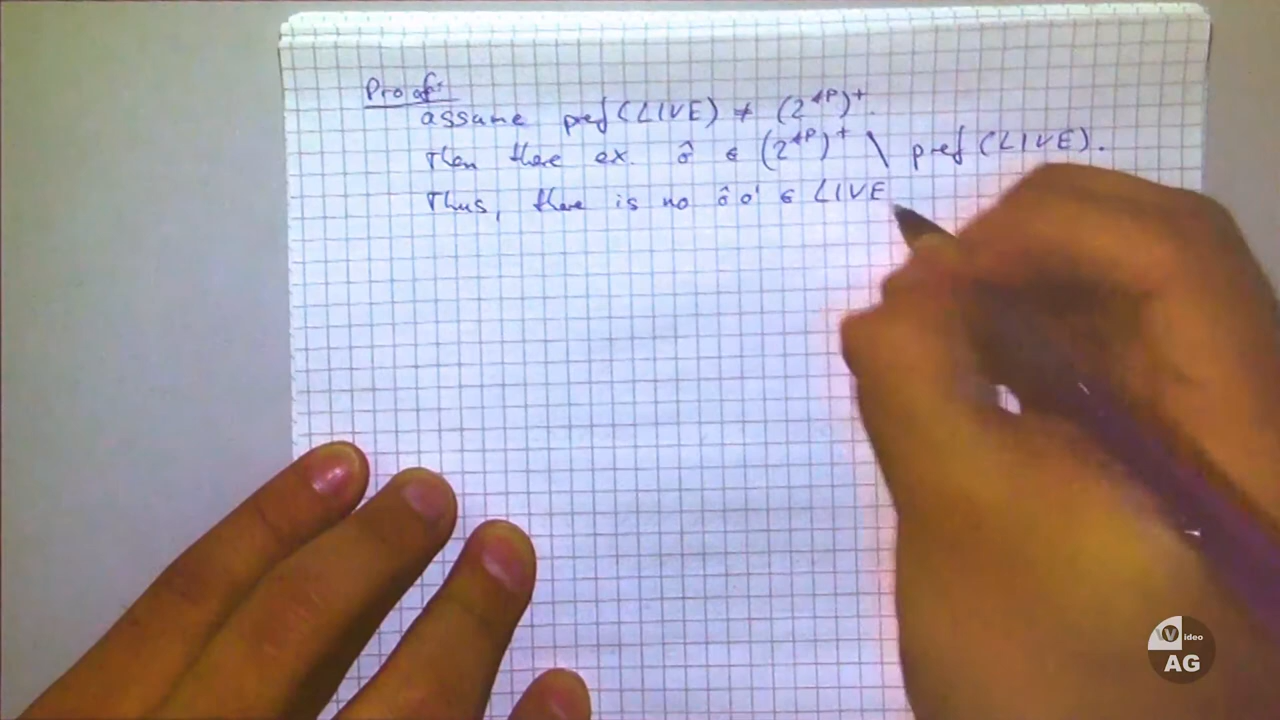 Proof:
assume pref(LIVE) ≠ (2^AP)^+.
Then there ex. σ̂ ∈ (2^AP)^+ \ pref(LIVE).
Thus, there is no σ̂σ' ∈ LIVE
Video
AG